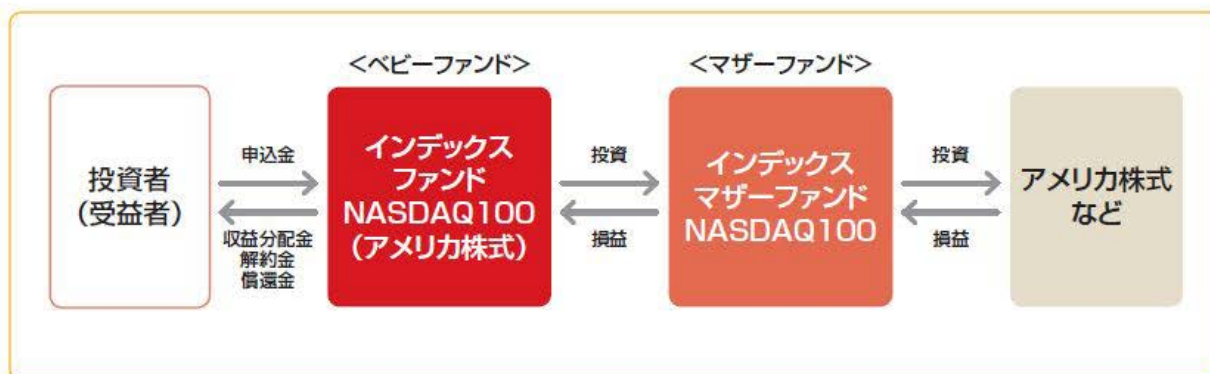 <ベビーファンド>
<マザーファンド>
投資者
(受益者)
申込金
収益分配金
解約金
償還金
インデックス
ファンド
NASDAQ100
(アメリカ株式)
投資
損益
インデックス
マザーファンド
NASDAQ100
投資
損益
アメリカ株式
など